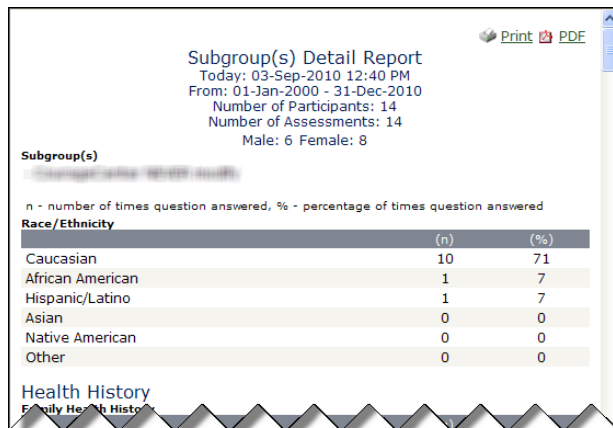 Print PDF
Subgroup(s) Detail Report
Today: 03-Sep-2010 12:40 PM
From: 01-Jan-2000 - 31-Dec-2010
Number of Participants: 14
Number of Assessments: 14
Male: 6 Female: 8
Subgroup(s)
n - number of times question answered, % - percentage of times question answered
Race/Ethnicity
(n) (%)
Caucasian 10 71
African American 1 7
Hispanic/Latino 1 7
Asian 0 0
Native American 0 0
Other 0 0
Health History
Family Health History